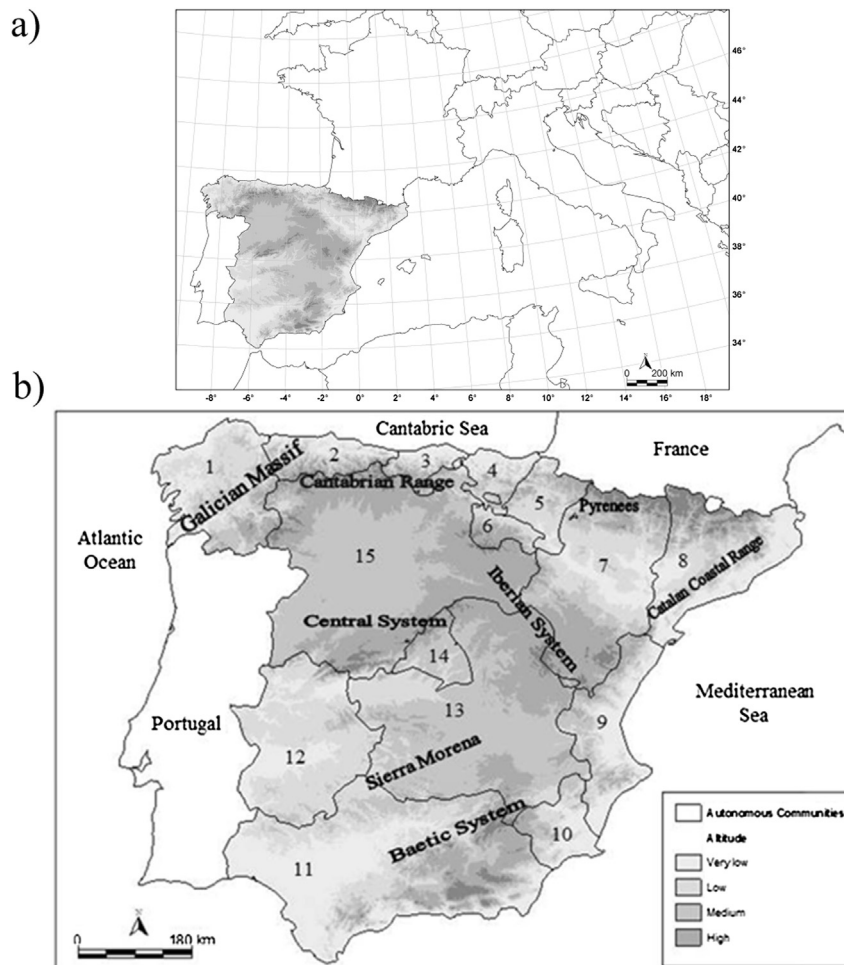 a)
46°
44°
42°
40°
38°
36°
34°
N
0 200 km
-8° -6° -4° -2° 0° 2° 4° 6° 8° 10° 12° 14° 16° 18°
b)
Cantabric Sea
France
1
2
3
4
Galician Massif
Cantabrian Range
5
Pyrenees
Atlantic
Ocean
6
15
7
8
Catalan Coastal Range
Iberian System
Central System
14
Mediterranean
Sea
13
9
Portugal
12
Sierra Morena
Baetic System
10
11
Autonomous Communities
Altitude
Very low
Low
Medium
High
N
0 180 km